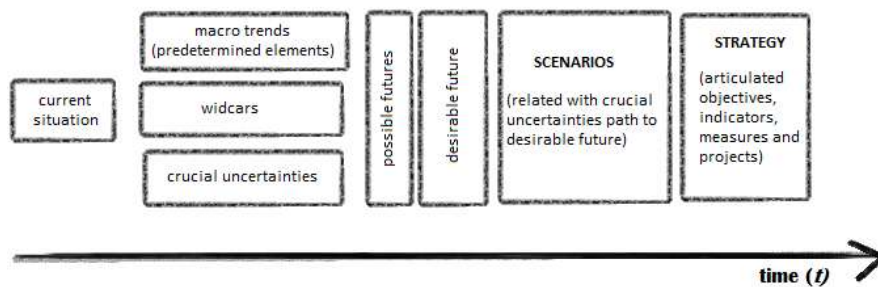 current
situation
macro trends
(predetermined elements)
widcars
crucial uncertainties
possible futures
desirable future
SCENARIOS
(related with crucial
uncertainties path to
desirable future)
STRATEGY
(articulated
objectives,
indicators,
measures and
projects)
time (t)